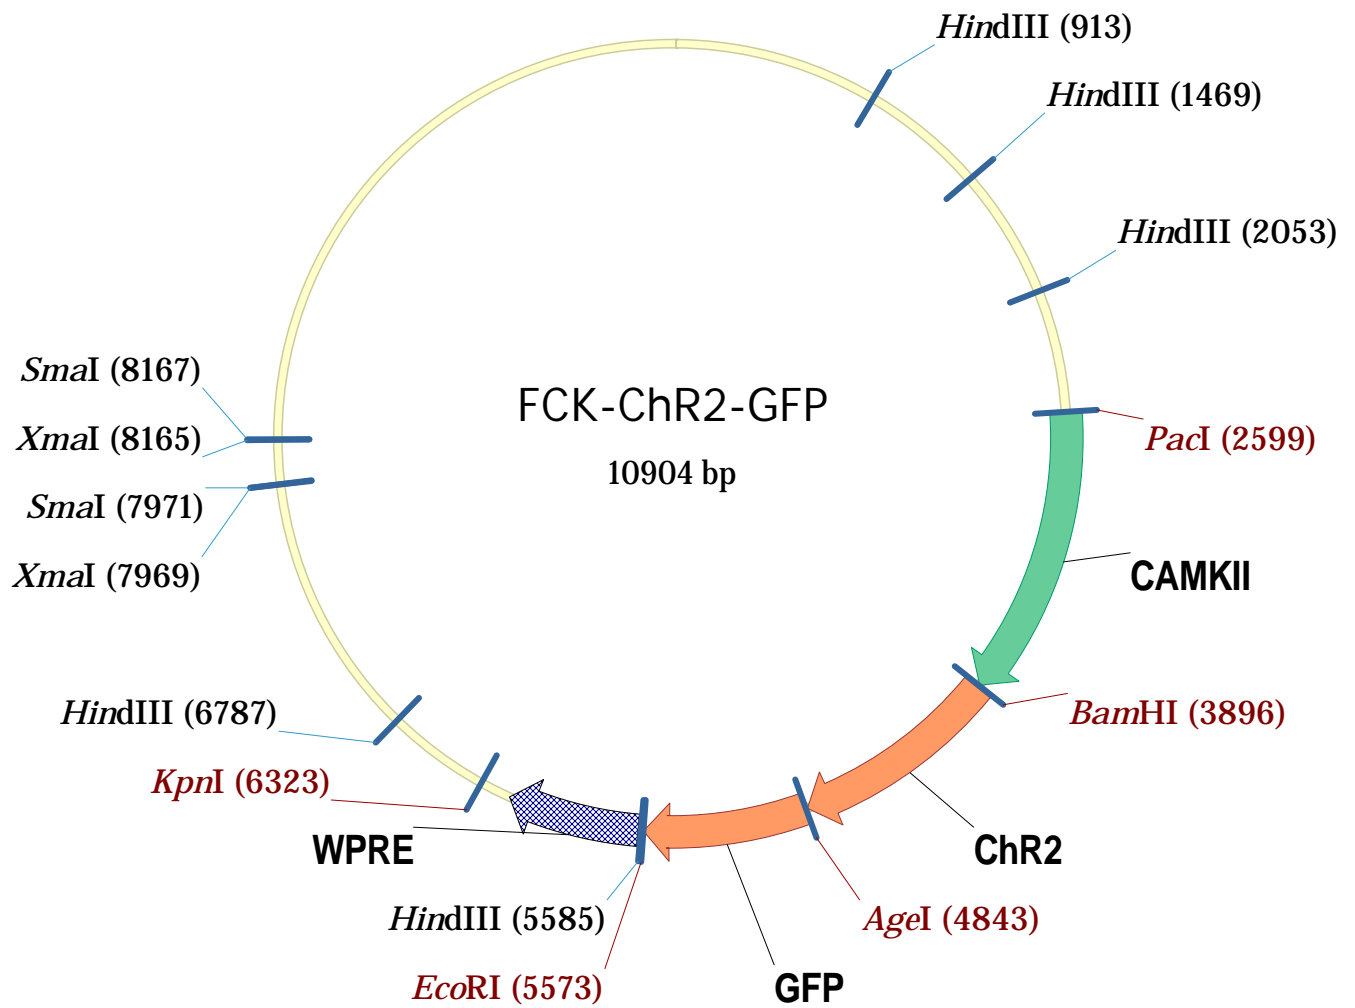 HindIII (913)
HindIII (1469)
HindIII (2053)
SmaI (8167)
FCK-ChR2-GFP
XmaI (8165)
PacI (2599)
10904 bp
SmaI (7971)
XmaI (7969)
CAMKII
HindIII (6787)
BamHI (3896)
KpnI (6323)
WPRE
ChR2
HindIII (5585)
AgeI (4843)
EcoRI (5573)
GFP